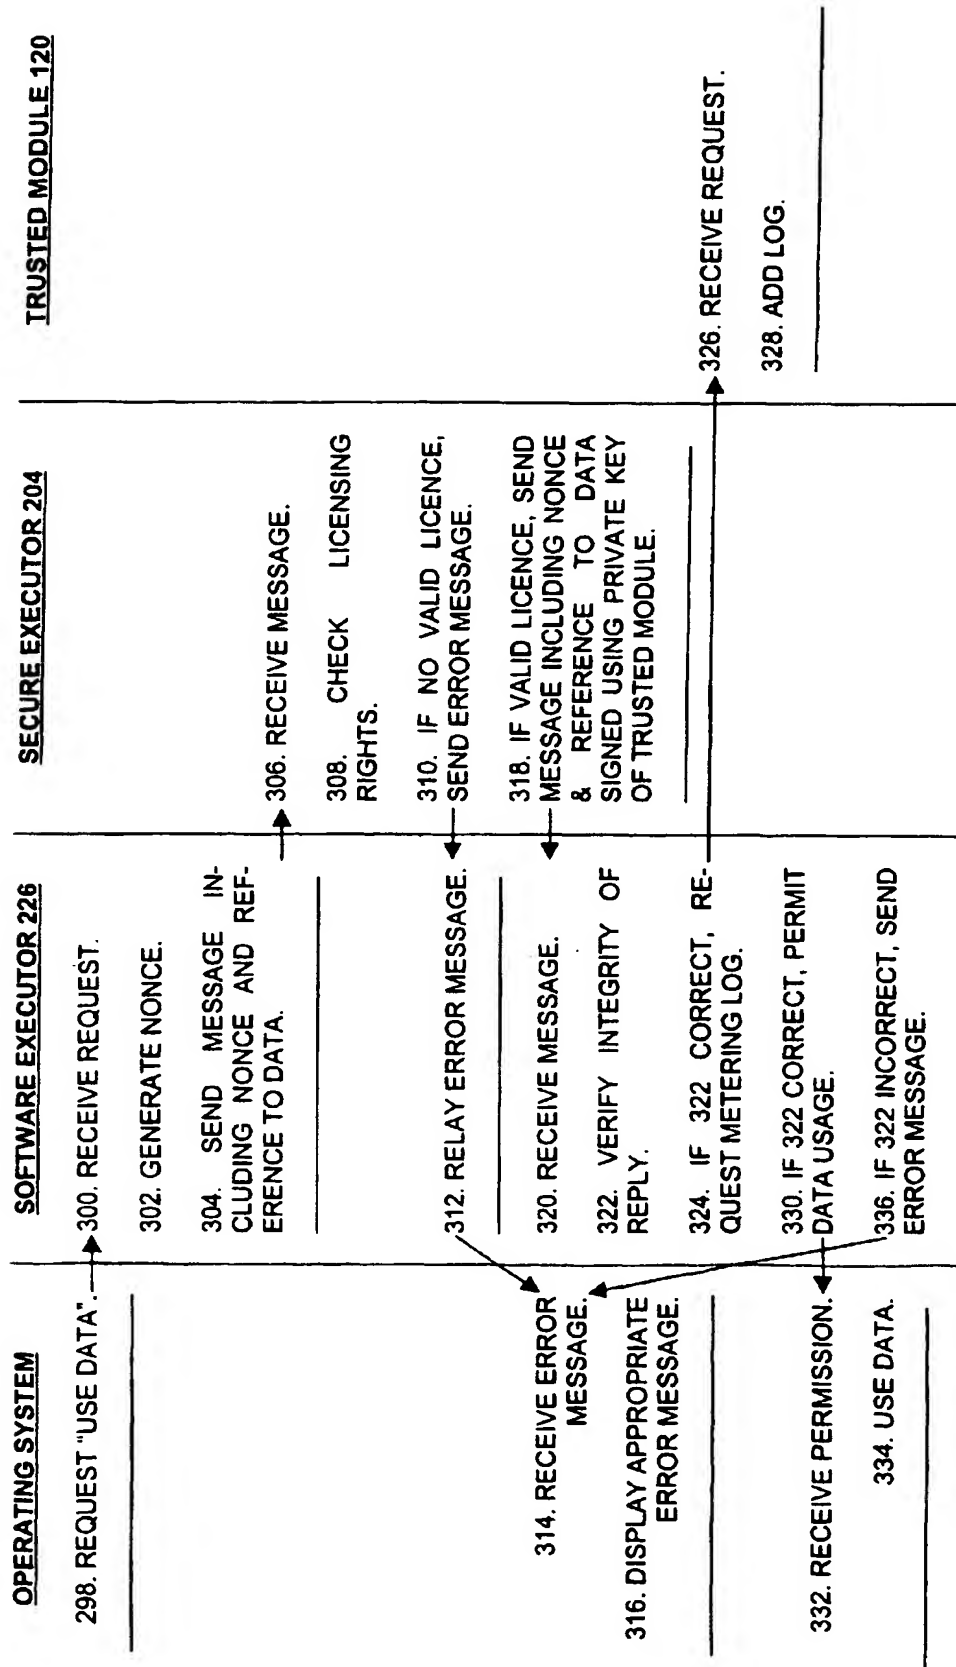 OPERATING SYSTEM
298. REQUEST "USE DATA".
314. RECEIVE ERROR
MESSAGE.
316. DISPLAY APPROPRIATE
ERROR MESSAGE.
332. RECEIVE PERMISSION.
334. USE DATA.
SOFTWARE EXECUTOR 226
300. RECEIVE REQUEST.
302. GENERATE NONCE.
304. SEND MESSAGE IN-
CLUDING NONCE AND REF-
ERENCE TO DATA.
312. RELAY ERROR MESSAGE.
320. RECEIVE MESSAGE.
322. VERIFY INTEGRITY OF
REPLY.
324. IF 322 CORRECT, RE-
QUEST METERING LOG.
330. IF 322 CORRECT, PERMIT
DATA USAGE.
336. IF 322 INCORRECT, SEND
ERROR MESSAGE.
SECURE EXECUTOR 204
306. RECEIVE MESSAGE.
308. CHECK LICENSING
RIGHTS.
310. IF NO VALID LICENCE,
SEND ERROR MESSAGE.
318. IF VALID LICENCE, SEND
MESSAGE INCLUDING NONCE
& REFERENCE TO DATA
SIGNED USING PRIVATE KEY
OF TRUSTED MODULE.
TRUSTED MODULE 120
326. RECEIVE REQUEST.
328. ADD LOG.